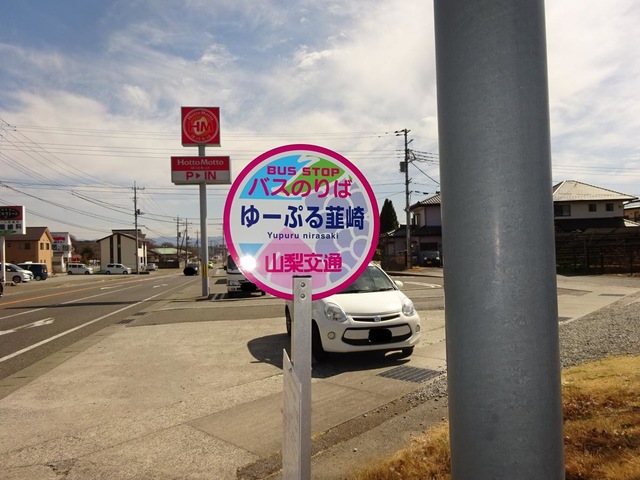 HM
HottoMotto
P▶IN
BUS STOP
バスのりば
ゆーぷる韮崎
Yupuru nirasaki
山梨交通